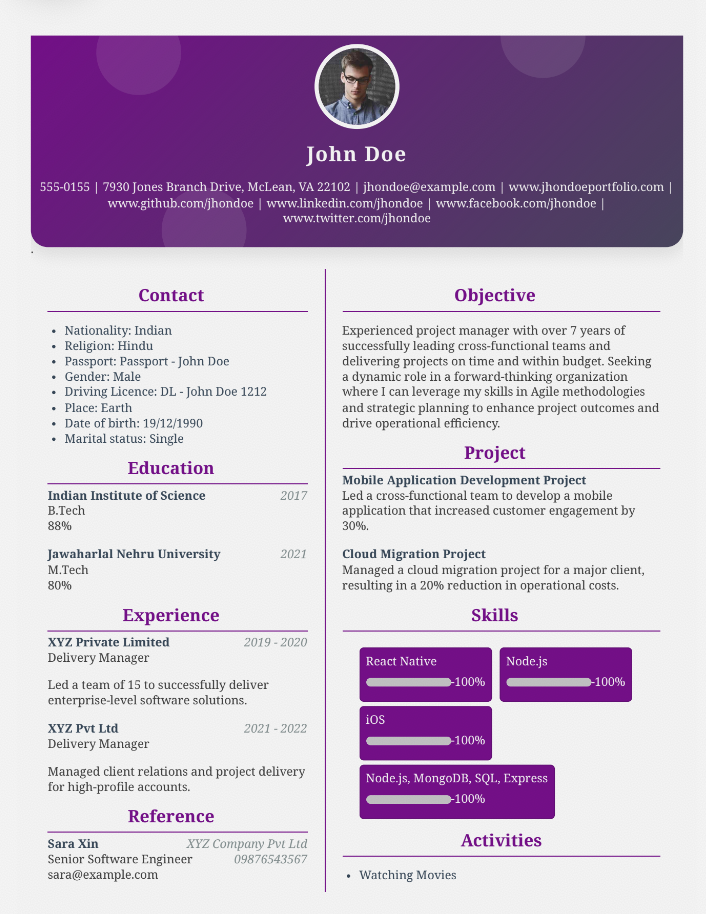 John Doe
555-0155 | 7930 Jones Branch Drive, McLean, VA 22102 | jhondoe@example.com | www.jhondoeportfolio.com |
www.github.com/jhondoe | www.linkedin.com/jhondoe | www.facebook.com/jhondoe |
www.twitter.com/jhondoe
.
Contact
• Nationality: Indian
• Religion: Hindu
• Passport: Passport - John Doe
• Gender: Male
• Driving Licence: DL - John Doe 1212
• Place: Earth
• Date of birth: 19/12/1990
• Marital status: Single
Education
Indian Institute of Science 2017
B.Tech
88%
Jawaharlal Nehru University 2021
M.Tech
80%
Experience
XYZ Private Limited 2019 - 2020
Delivery Manager
Led a team of 15 to successfully deliver
enterprise-level software solutions.
XYZ Pvt Ltd 2021 - 2022
Delivery Manager
Managed client relations and project delivery
for high-profile accounts.
Reference
Sara Xin XYZ Company Pvt Ltd
Senior Software Engineer 09876543567
sara@example.com
Objective
Experienced project manager with over 7 years of
successfully leading cross-functional teams and
delivering projects on time and within budget. Seeking
a dynamic role in a forward-thinking organization
where I can leverage my skills in Agile methodologies
and strategic planning to enhance project outcomes and
drive operational efficiency.
Project
Mobile Application Development Project
Led a cross-functional team to develop a mobile
application that increased customer engagement by
30%.
Cloud Migration Project
Managed a cloud migration project for a major client,
resulting in a 20% reduction in operational costs.
Skills
React Native
-100%
Node.js
-100%
iOS
-100%
Node.js, MongoDB, SQL, Express
-100%
Activities
• Watching Movies